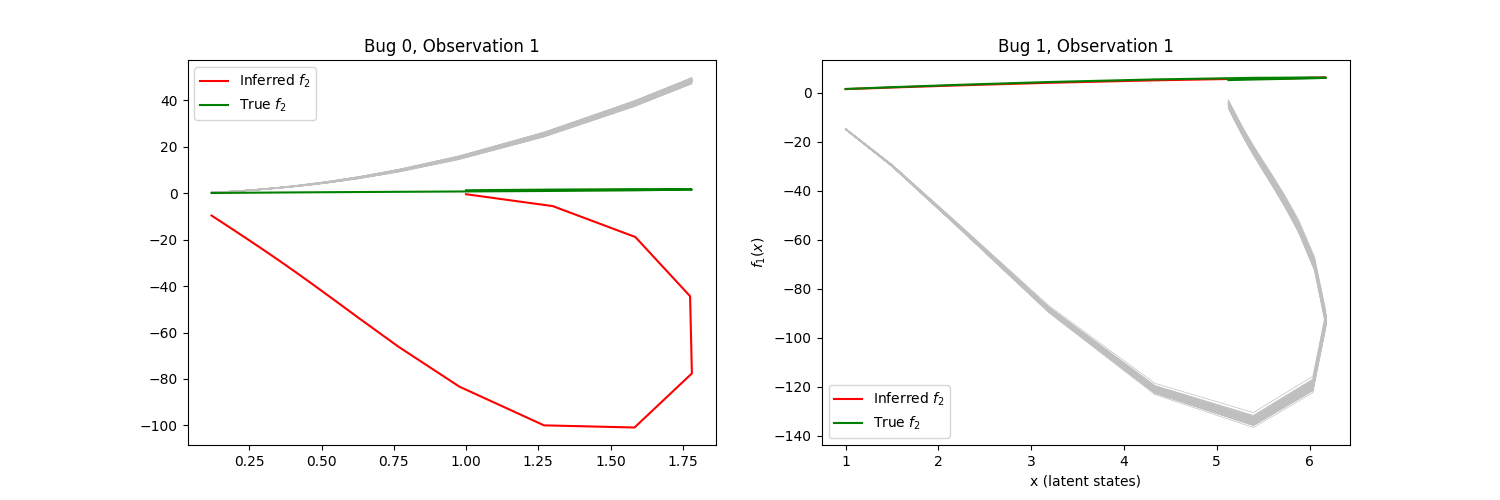 Bug 0, Observation 1
Inferred f₂
True f₂
40
20
0
−20
−40
−60
−80
−100
0.25 0.50 0.75 1.00 1.25 1.50 1.75
Bug 1, Observation 1
f₁(x)
0
−20
−40
−60
−80
−100
−120
−140
Inferred f₂
True f₂
1 2 3 4 5 6
x (latent states)